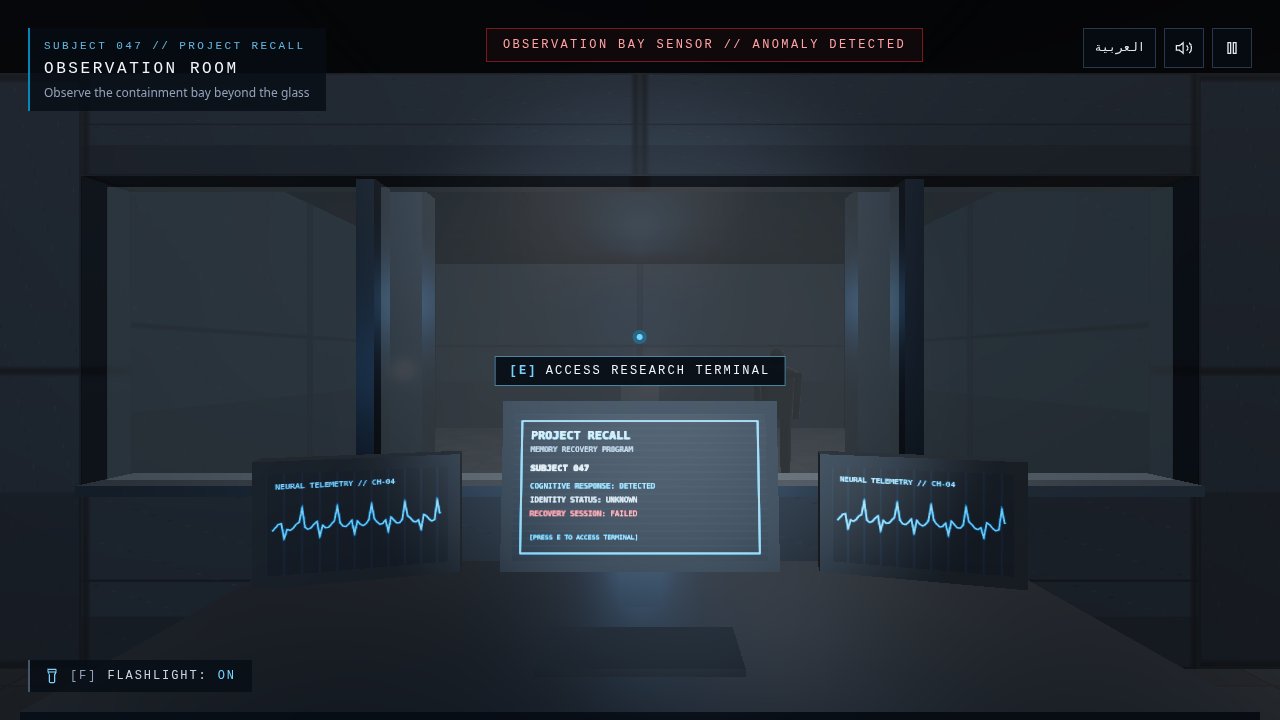 SUBJECT 047 // PROJECT RECALL
OBSERVATION ROOM
Observe the containment bay beyond the glass
OBSERVATION BAY SENSOR // ANOMALY DETECTED
العربية
[E] ACCESS RESEARCH TERMINAL
PROJECT RECALL
MEMORY RECOVERY PROGRAM
SUBJECT 047
COGNITIVE RESPONSE: DETECTED
IDENTITY STATUS: UNKNOWN
RECOVERY SESSION: FAILED
[PRESS E TO ACCESS TERMINAL]
NEURAL TELEMETRY // CH-04
NEURAL TELEMETRY // CH-04
[F] FLASHLIGHT: ON